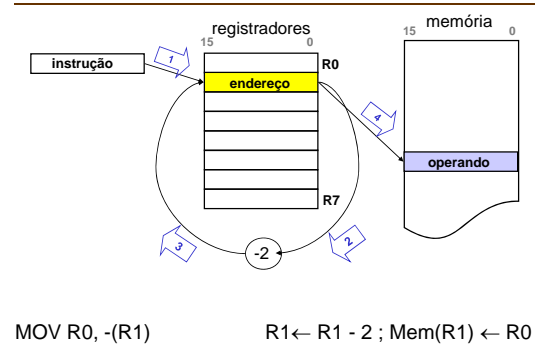 registradores
memória
15 0
15 0
1
instrução
R0
endereço
4
operando
R7
3
-2
2
MOV R0, -(R1) R1← R1 - 2 ; Mem(R1) ← R0